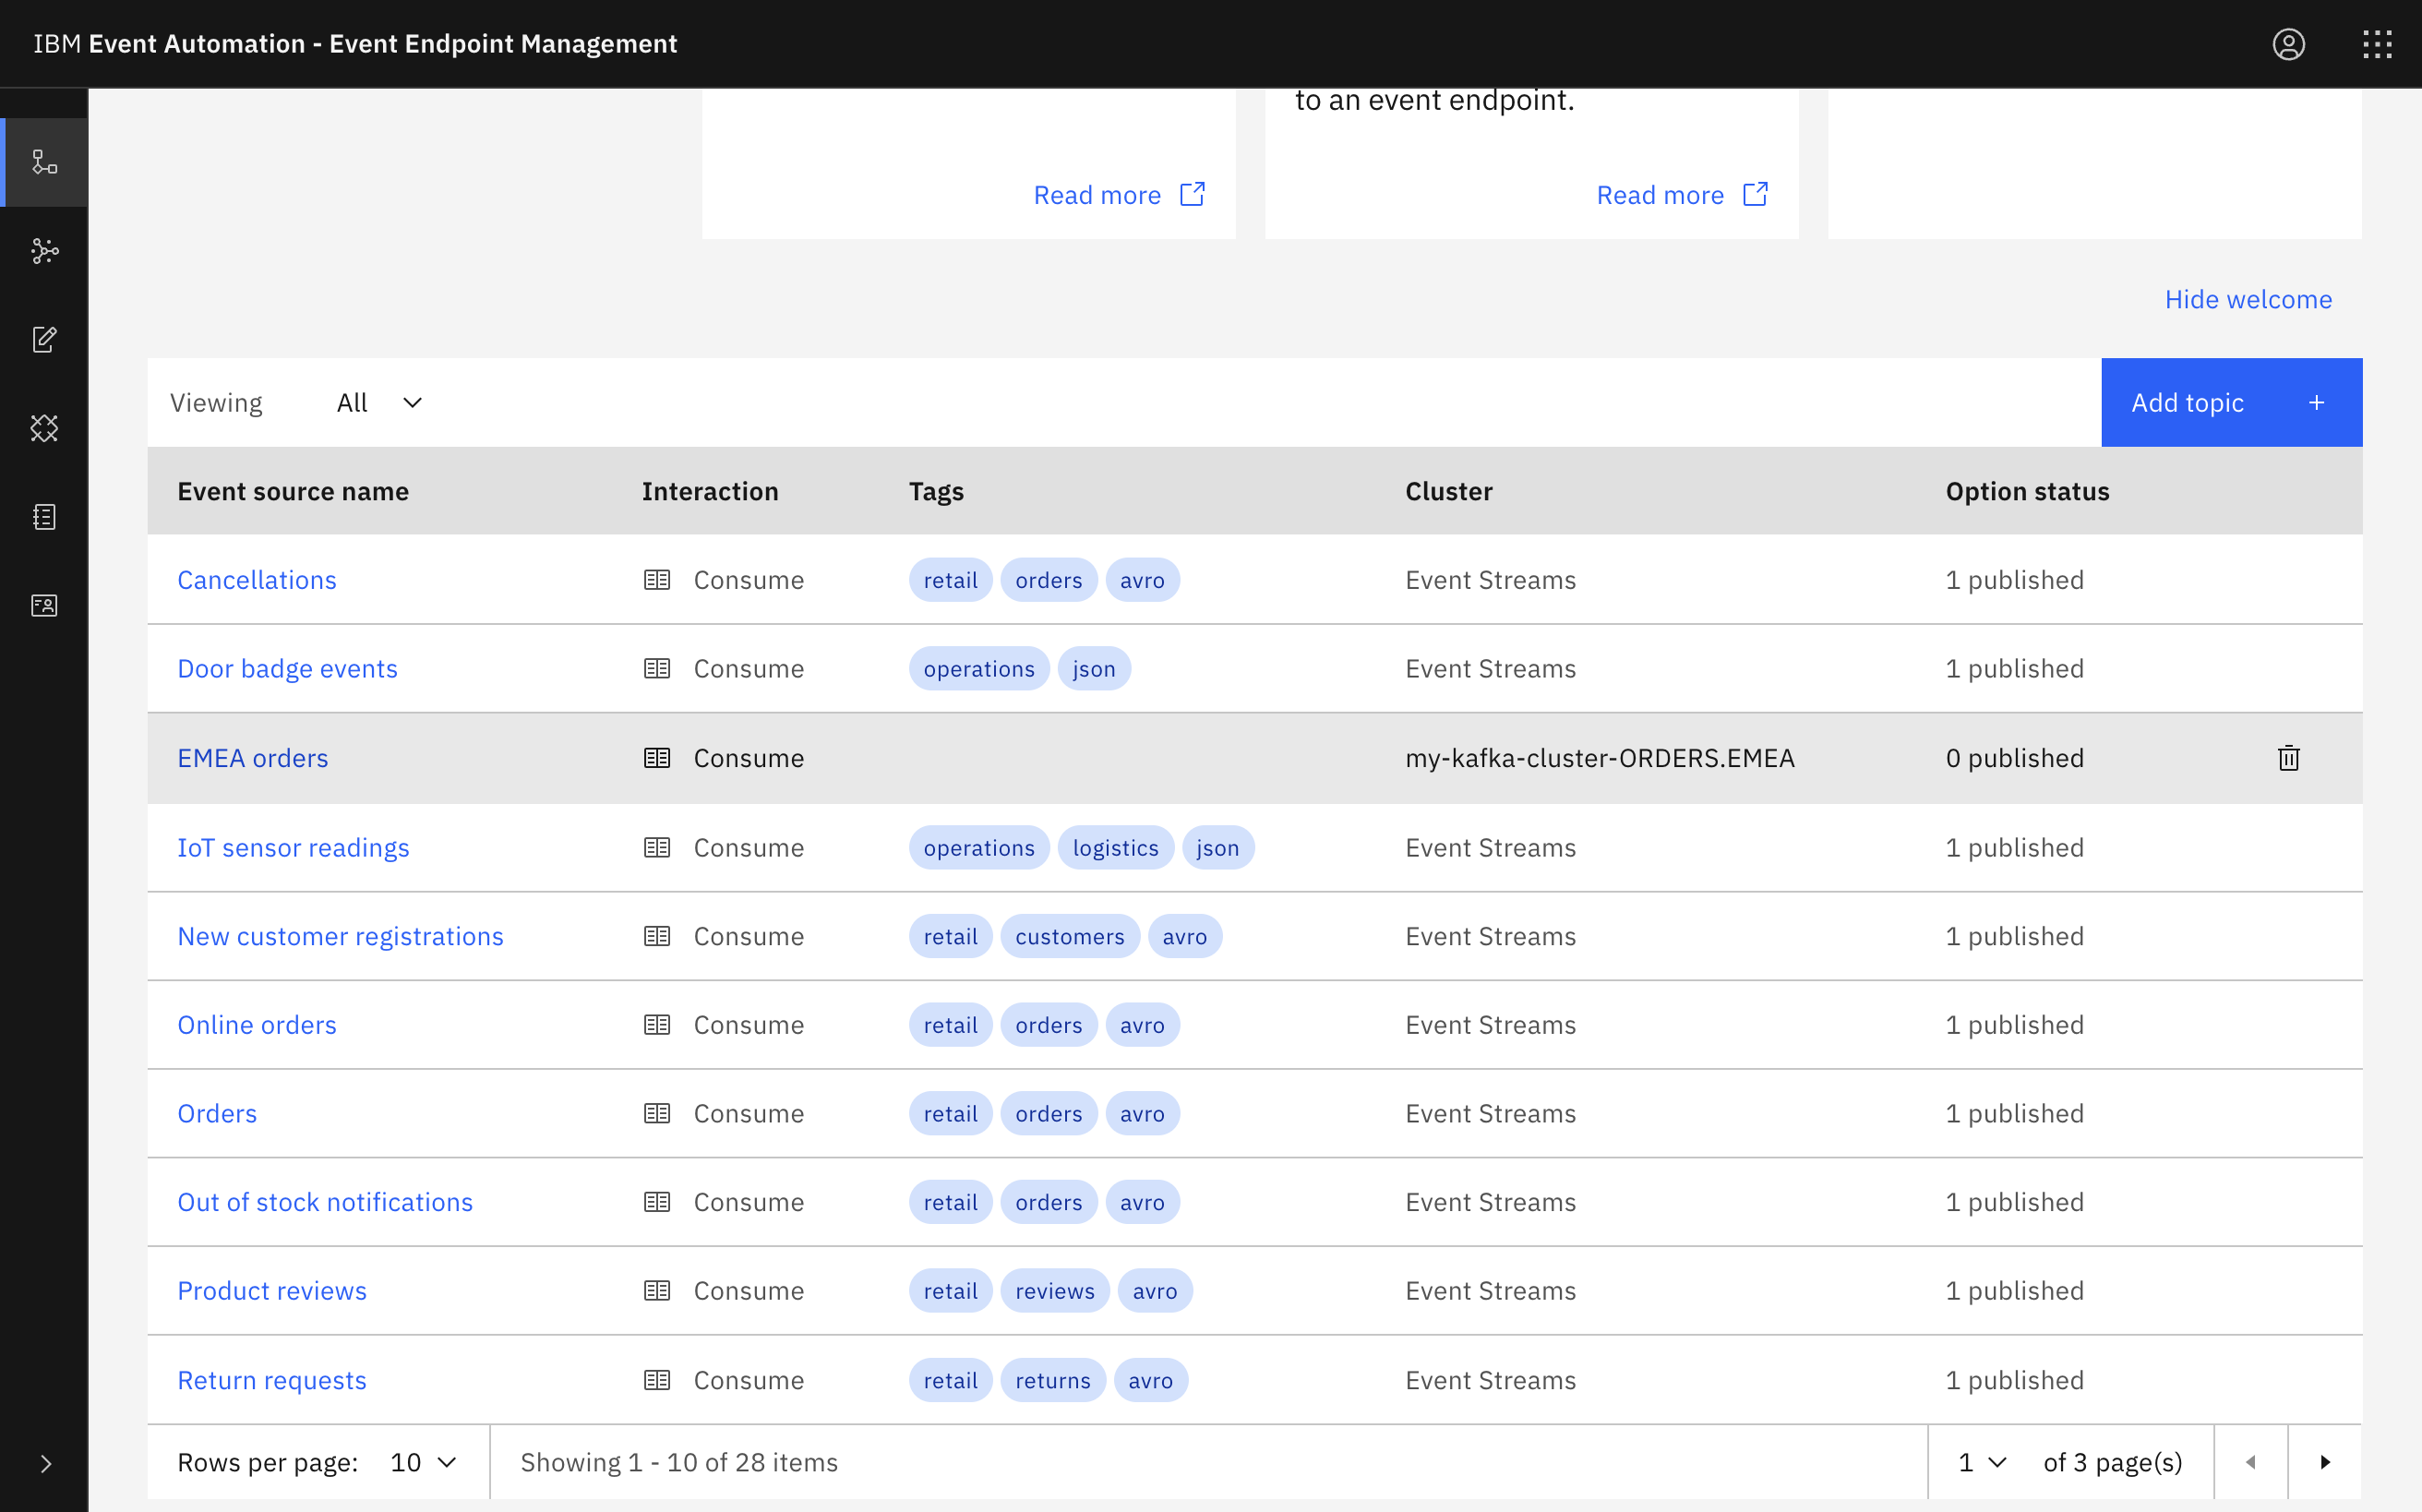 IBM Event Automation - Event Endpoint Management
to an event endpoint.
Read more
Read more
Hide welcome
Viewing All
Add topic +
Event source name Interaction Tags Cluster Option status
Cancellations Consume retail orders avro Event Streams 1 published
Door badge events Consume operations json Event Streams 1 published
EMEA orders Consume my-kafka-cluster-ORDERS.EMEA 0 published
IoT sensor readings Consume operations logistics json Event Streams 1 published
New customer registrations Consume retail customers avro Event Streams 1 published
Online orders Consume retail orders avro Event Streams 1 published
Orders Consume retail orders avro Event Streams 1 published
Out of stock notifications Consume retail orders avro Event Streams 1 published
Product reviews Consume retail reviews avro Event Streams 1 published
Return requests Consume retail returns avro Event Streams 1 published
Rows per page: 10 Showing 1 - 10 of 28 items 1 of 3 page(s)